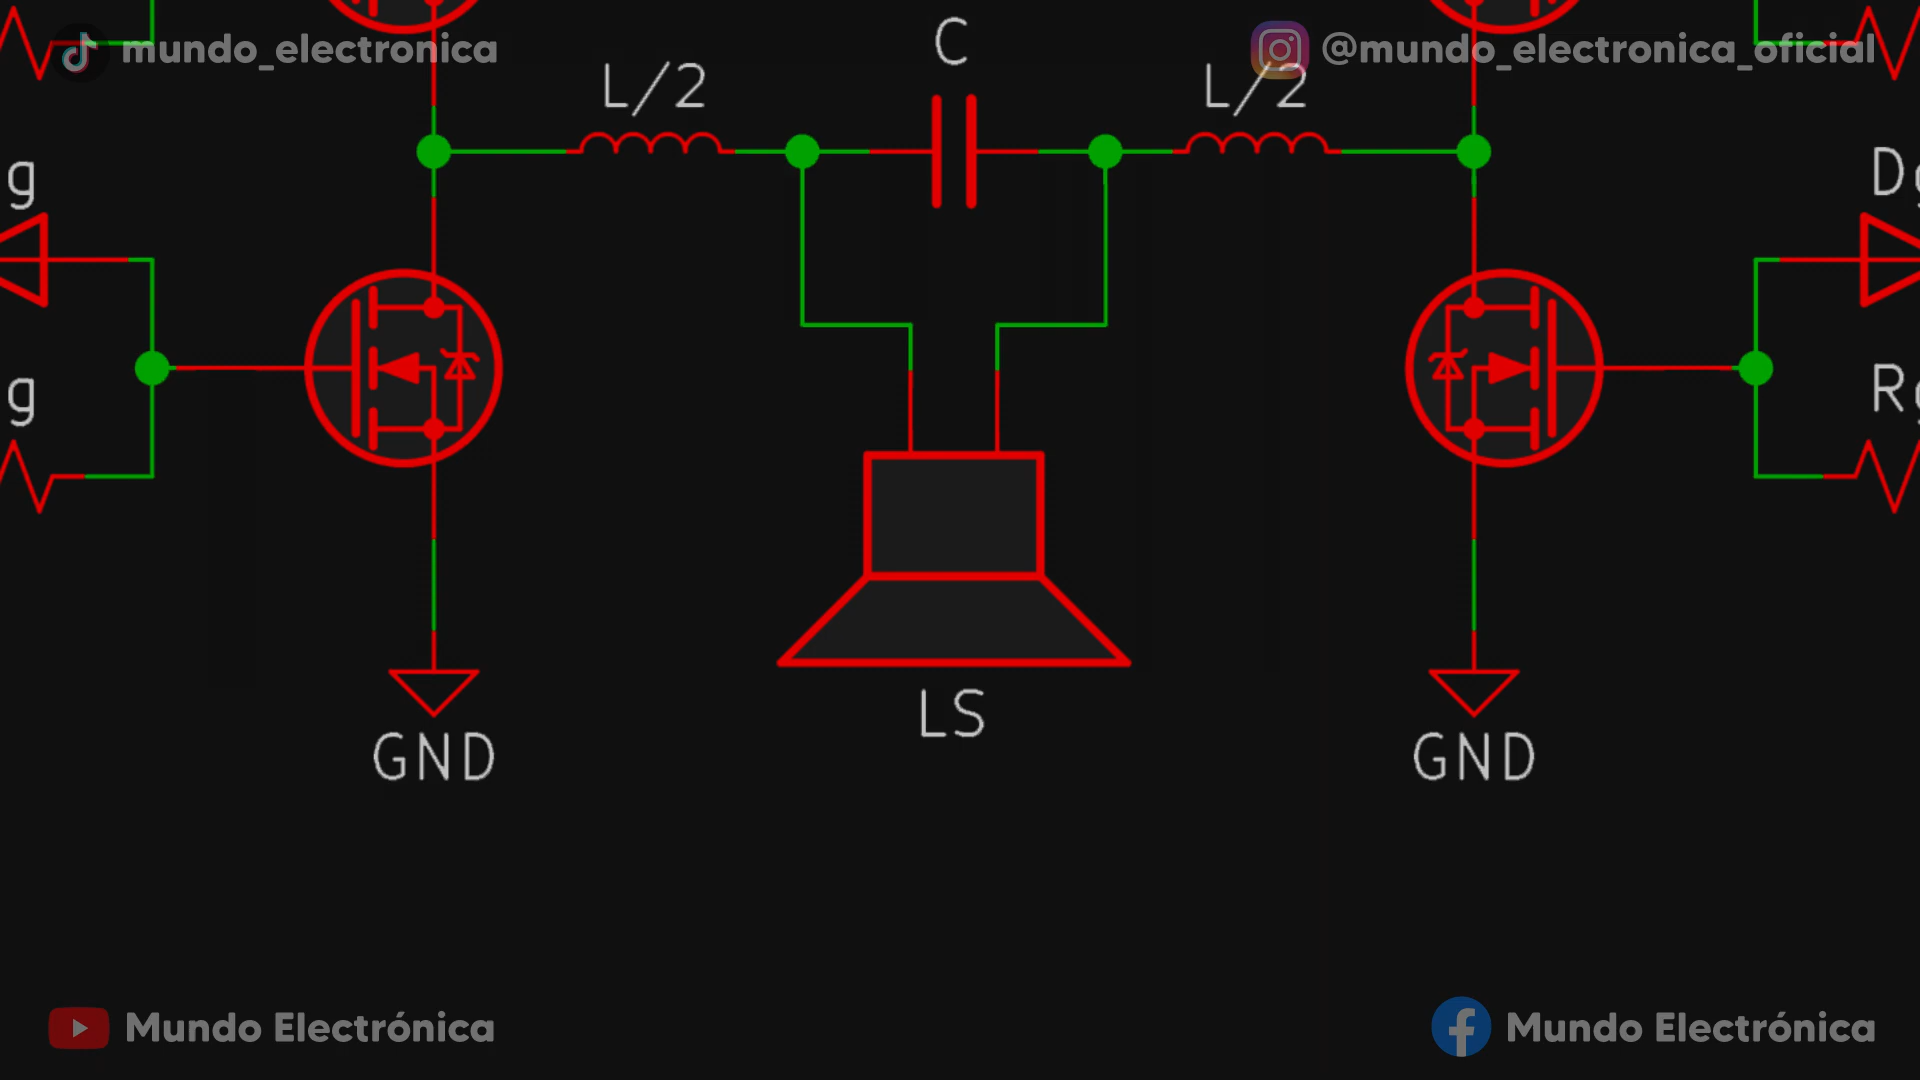 mundo_electronica
@mundo_electronica_oficial
C
L/2
L/2
g
g
GND
LS
GND
Mundo Electrónica
Mundo Electrónica